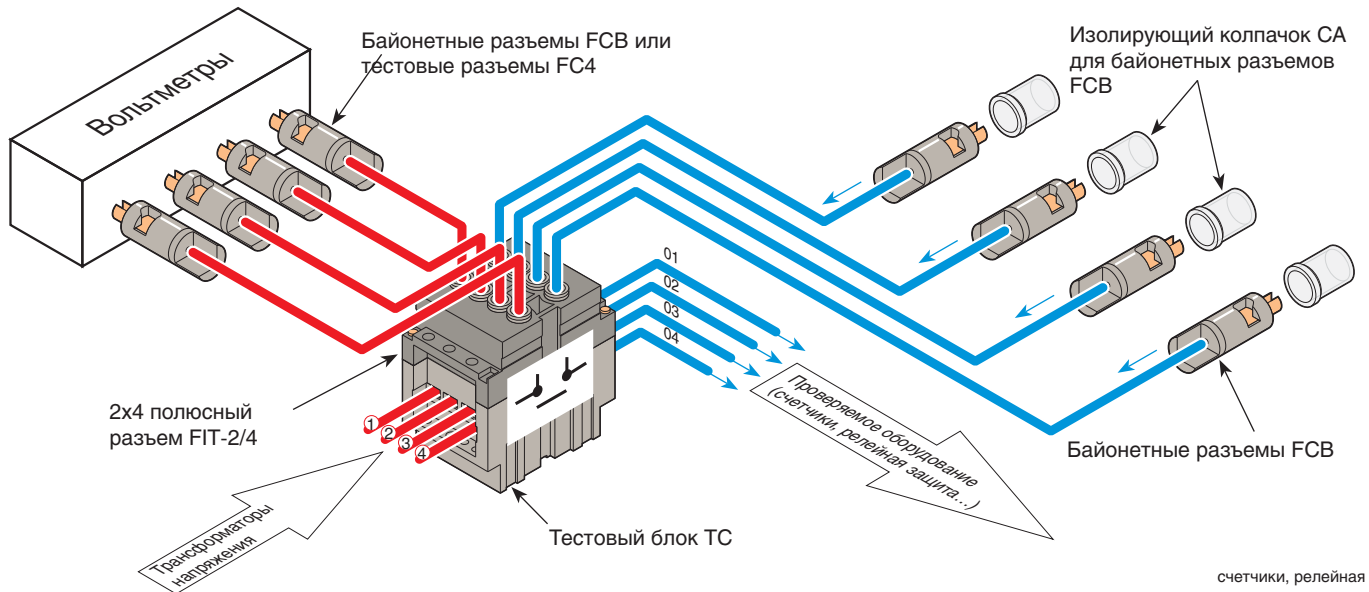 Байонетные разъемы FCB или
тестовые разъемы FC4
Вольтметры
Изолирующий колпачок CA
для байонетных разъемов
FCB
01
02
03
04
2x4 полюсный
разъем FIT-2/4
1
2
3
4
Трансформаторы
напряжения
Тестовый блок TC
Проверяемое оборудование
(счетчики, релейная защита...)
Байонетные разъемы FCB
счетчики, релейная